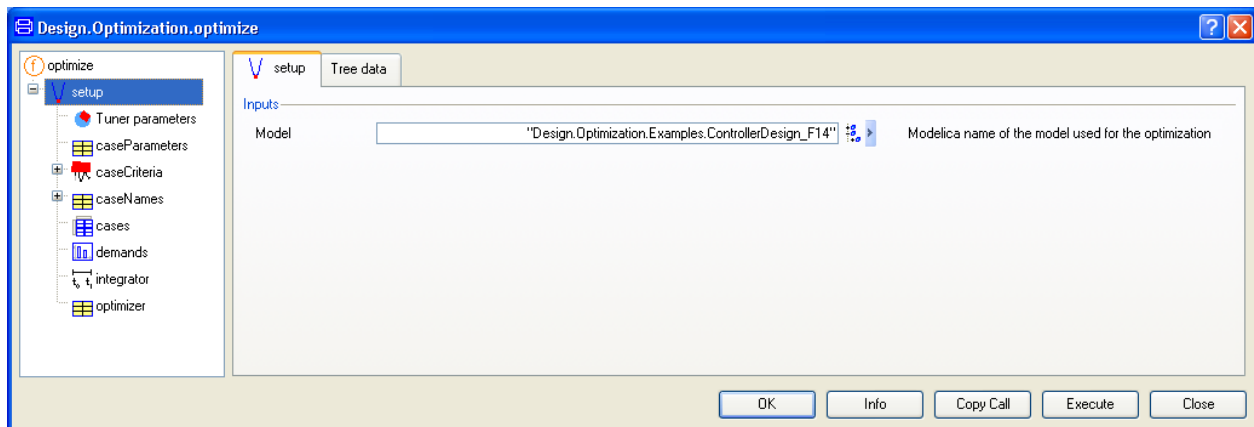 Design.Optimization.optimize
optimize
setup
Tuner parameters
caseParameters
caseCriteria
caseNames
cases
demands
integrator
optimizer
setup Tree data
Inputs
Model "Design.Optimization.Examples.ControllerDesign_F14" Modelica name of the model used for the optimization
OK Info Copy Call Execute Close